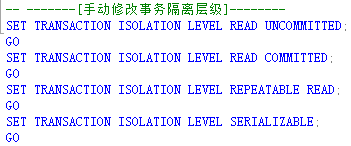 -- -------[手动修改事务隔离层级]--------
SET TRANSACTION ISOLATION LEVEL READ UNCOMMITTED;
GO
SET TRANSACTION ISOLATION LEVEL READ COMMITTED;
GO
SET TRANSACTION ISOLATION LEVEL REPEATABLE READ;
GO
SET TRANSACTION ISOLATION LEVEL SERIALIZABLE;
GO